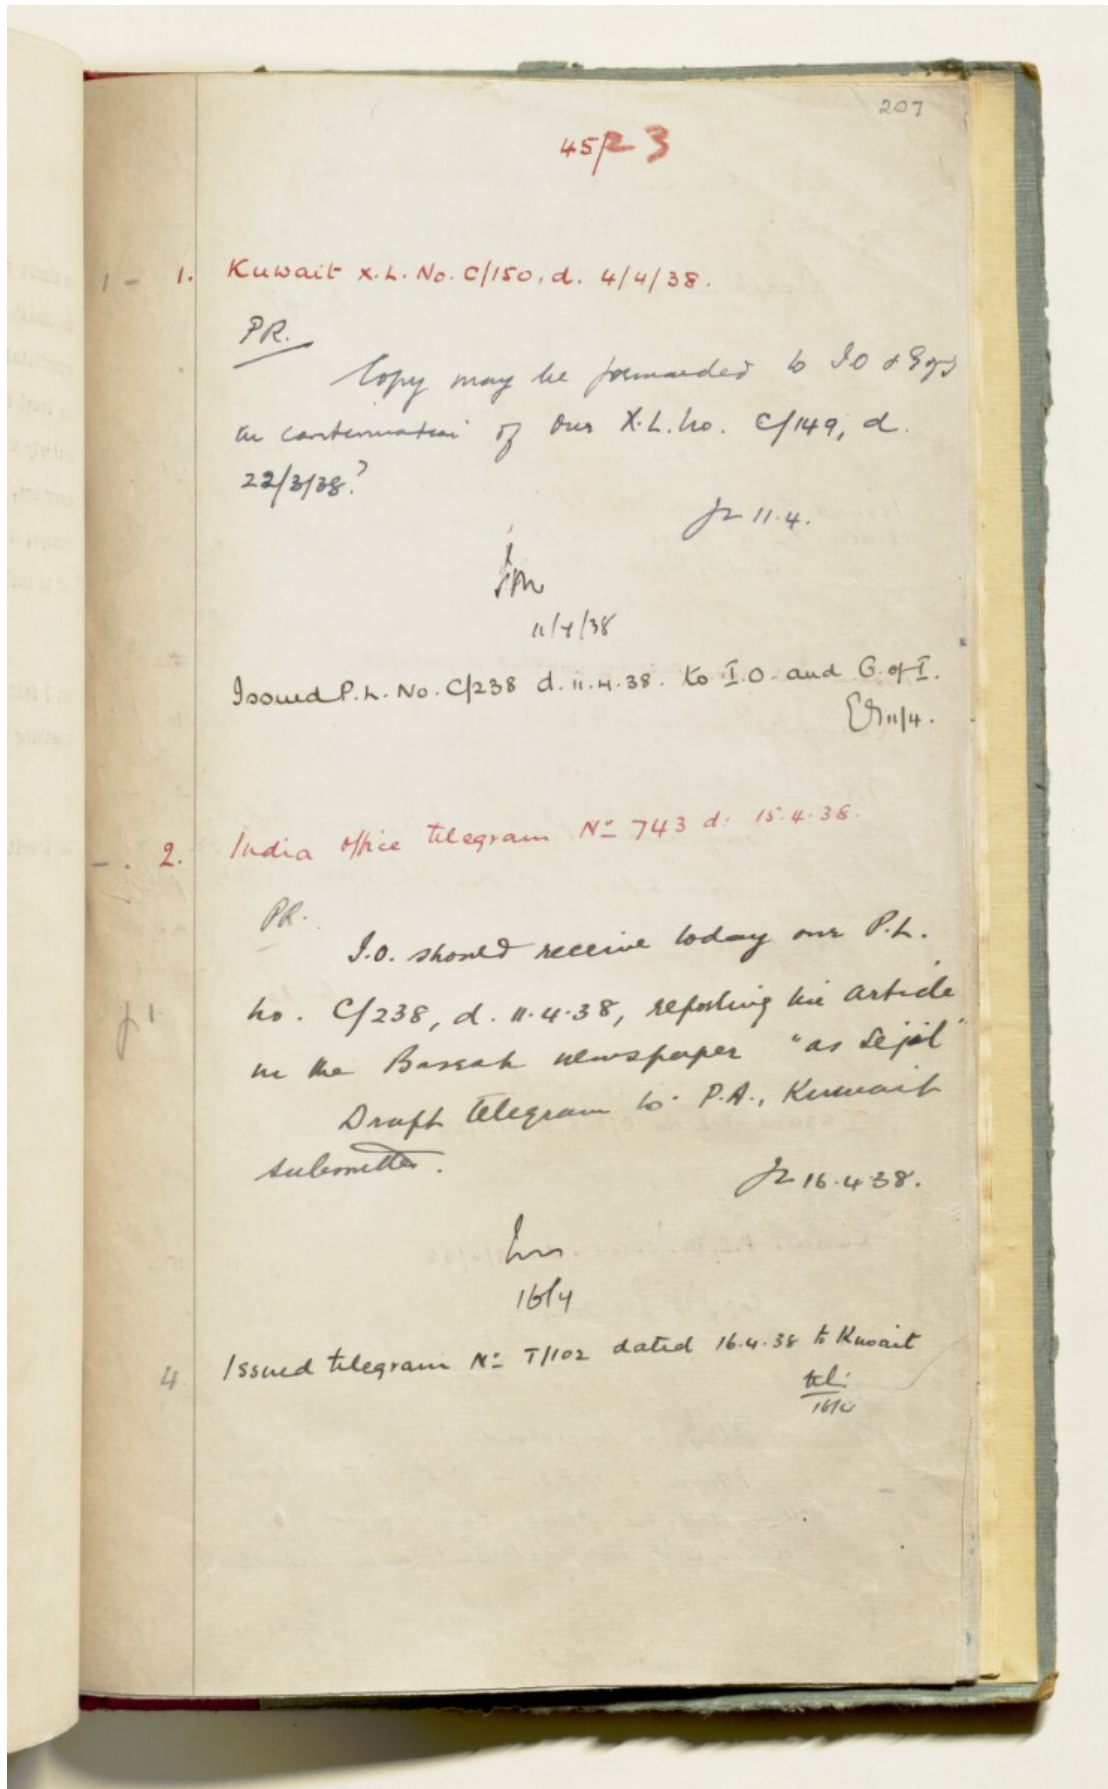 207
45/23
1 - 1. Kuwait X.L. No. C/150, d. 4/4/38.
PR.
Copy may be forwarded to I O & G of I
in continuation of our X.L. No. C/149, d.
22/3/38?
11.4.
11/4/38
Issued P.L. No. C/238 d. 11.4.38. to I.O. and G. of I.
11/4.
- . 2. India office telegram No 743 d: 15.4.38.
PR.
I.O. should receive today our P.L.
p 1. No. C/238, d. 11.4.38, reporting the article
in the Basrah newspaper "as Sejil"
Draft telegram to P.A., Kuwait
submitted.
16.4.38.
16/4
4. Issued telegram No T/102 dated 16.4.38 to Kuwait
16/4